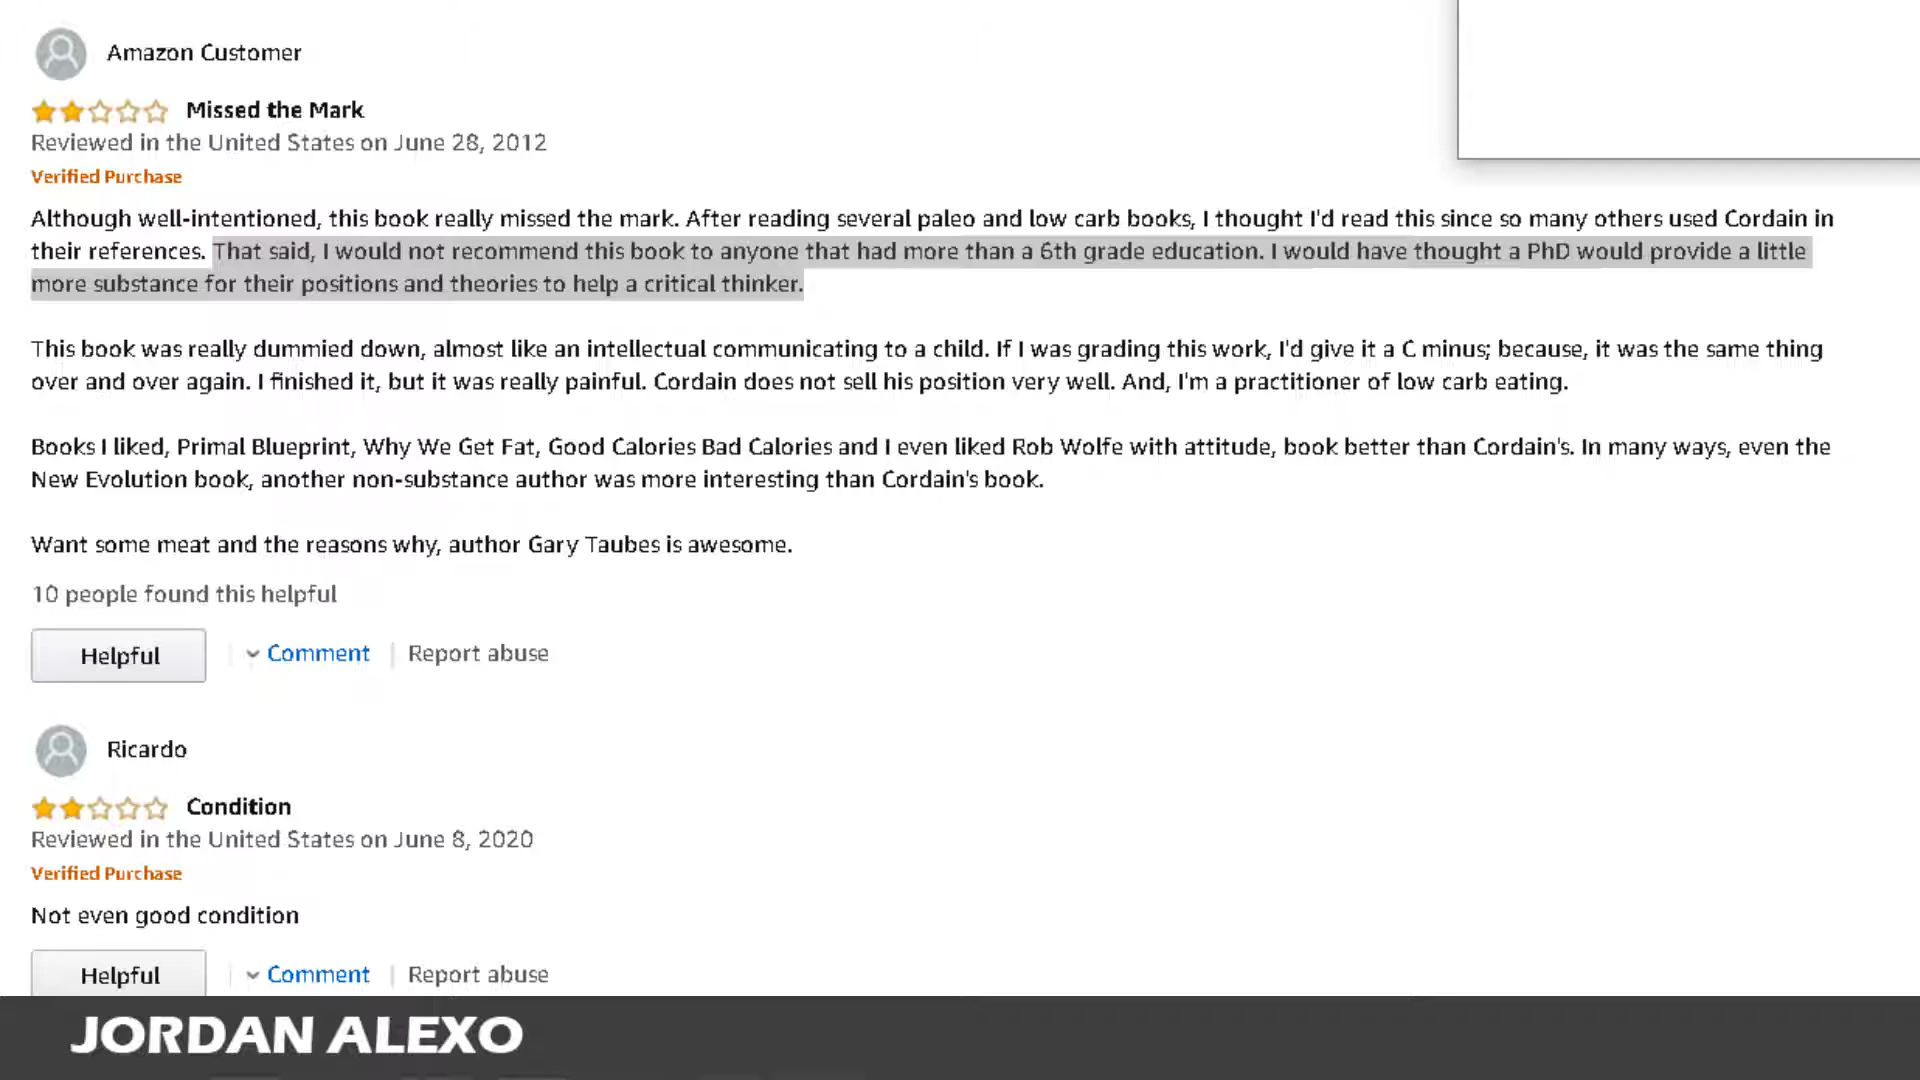 Amazon Customer
Missed the Mark
Reviewed in the United States on June 28, 2012
Verified Purchase
Although well-intentioned, this book really missed the mark. After reading several paleo and low carb books, I thought I'd read this since so many others used Cordain in
their references. That said, I would not recommend this book to anyone that had more than a 6th grade education. I would have thought a PhD would provide a little
more substance for their positions and theories to help a critical thinker.
This book was really dummied down, almost like an intellectual communicating to a child. If I was grading this work, I'd give it a C minus; because, it was the same thing
over and over again. I finished it, but it was really painful. Cordain does not sell his position very well. And, I'm a practitioner of low carb eating.
Books I liked, Primal Blueprint, Why We Get Fat, Good Calories Bad Calories and I even liked Rob Wolfe with attitude, book better than Cordain's. In many ways, even the
New Evolution book, another non-substance author was more interesting than Cordain's book.
Want some meat and the reasons why, author Gary Taubes is awesome.
10 people found this helpful
Helpful Comment Report abuse
Ricardo
Condition
Reviewed in the United States on June 8, 2020
Verified Purchase
Not even good condition
Helpful Comment Report abuse
JORDAN ALEXO